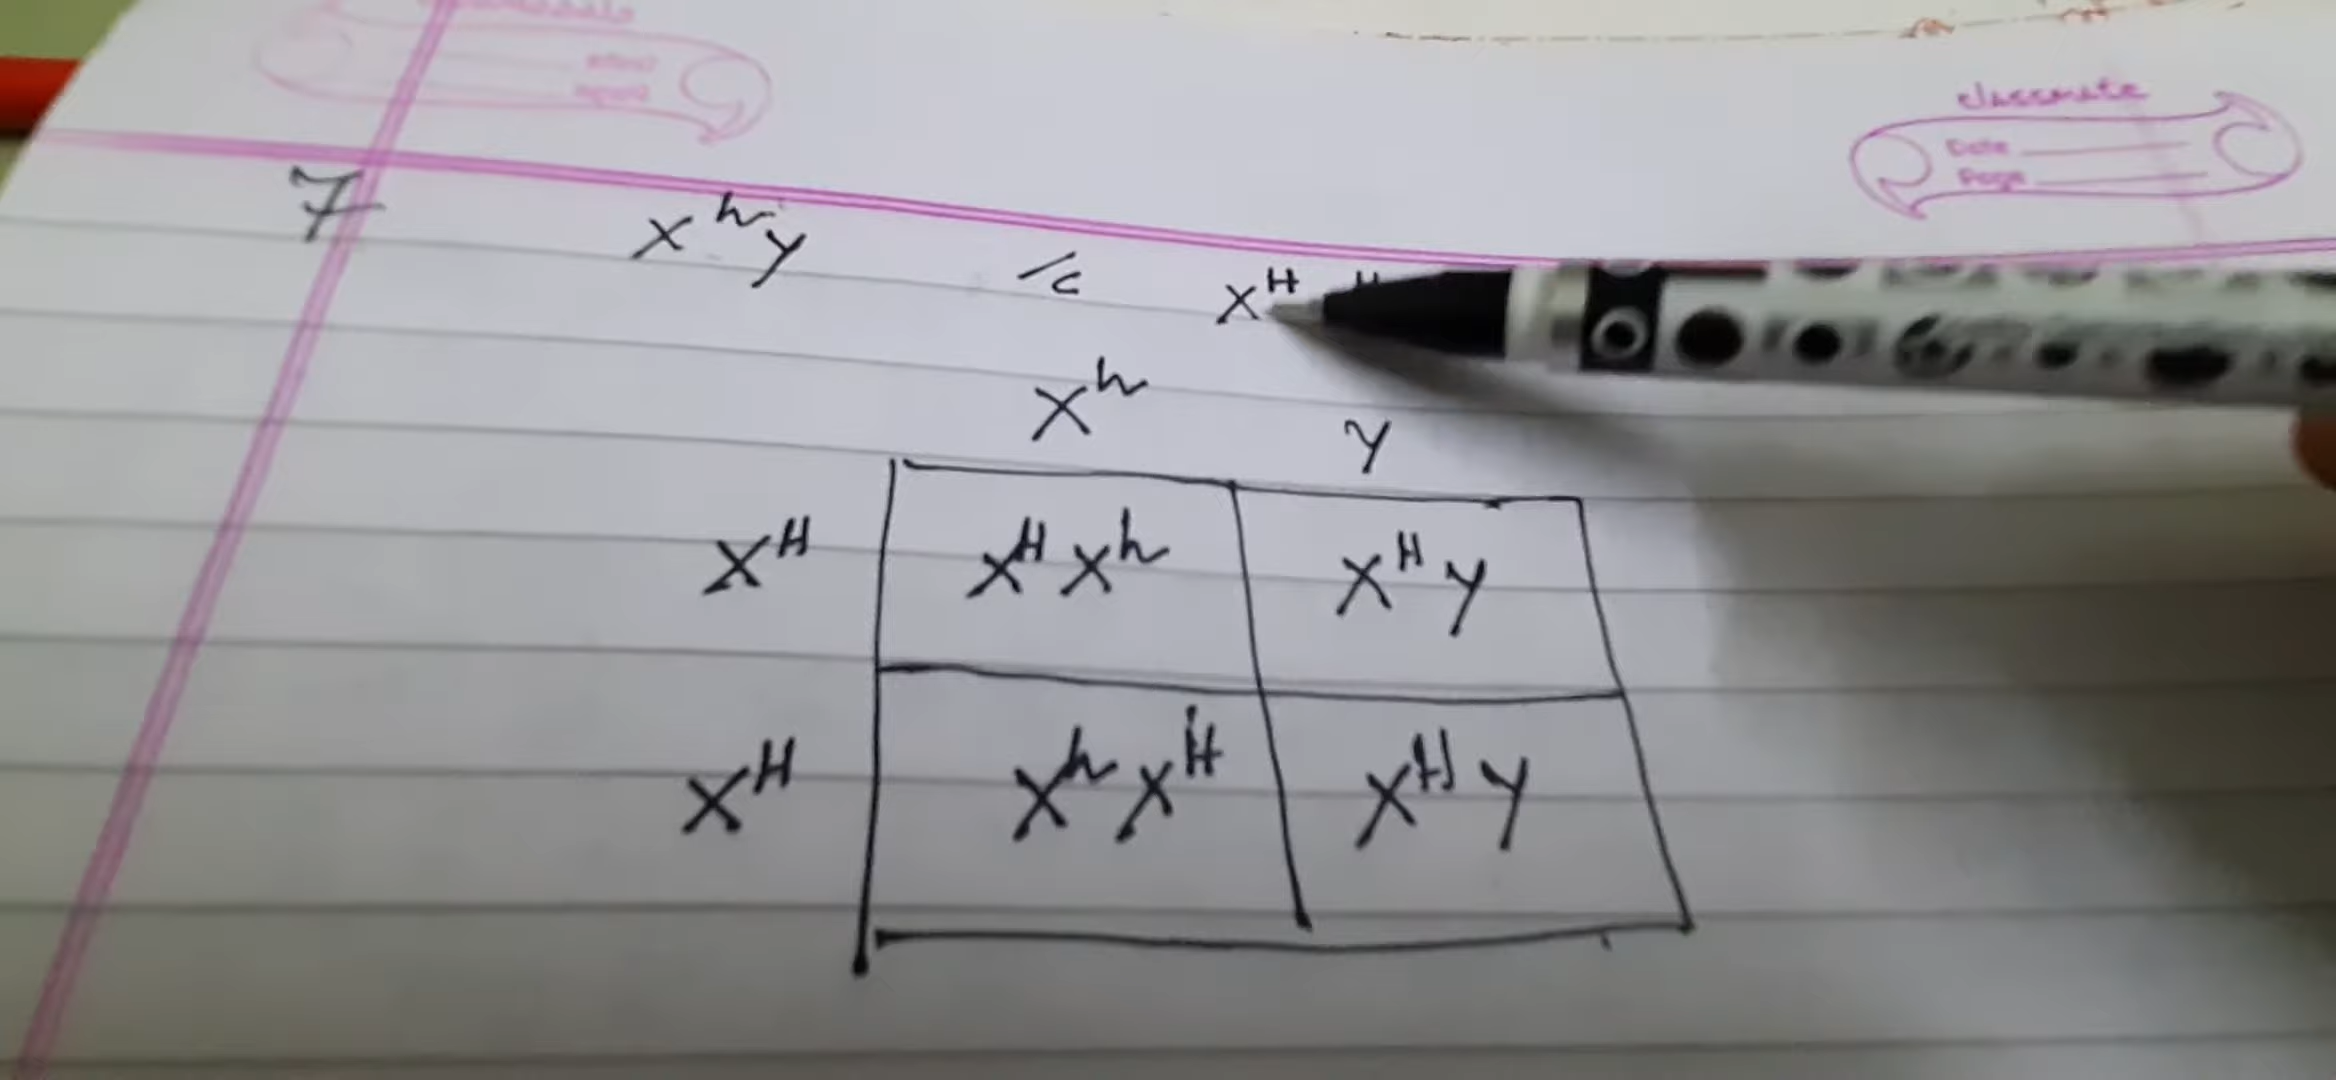 classmate
Date
Page
7 X^h y /c X^H
X^h y
X^H X^H X^h X^H y
X^H X^h X^H X^H y